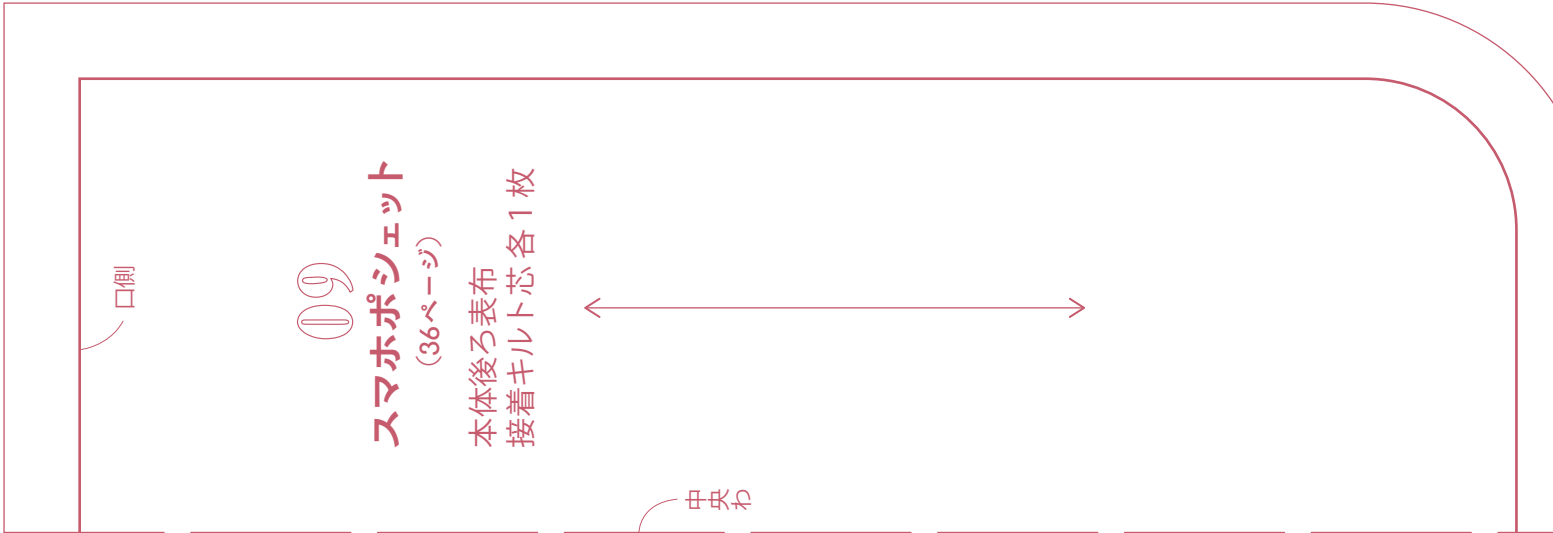 09
スマホポシェット
（36ページ）
本体後ろ表布
接着キルト芯 各1枚
口側
中央
わ